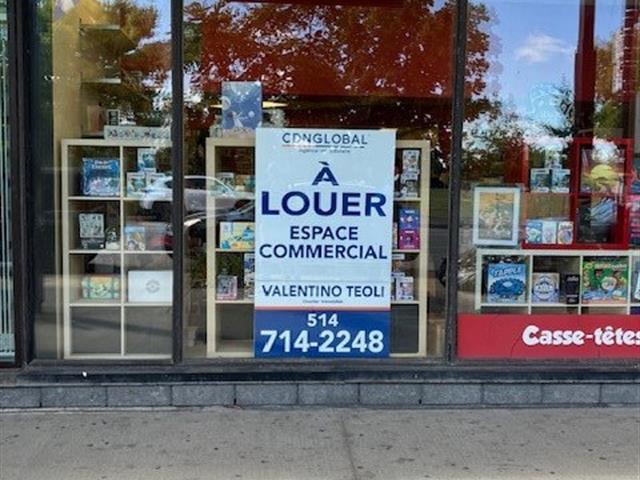 CDNGLOBAL
À
LOUER
ESPACE
COMMERCIAL
VALENTINO TEOLI
514
714-2248
Casse-têtes